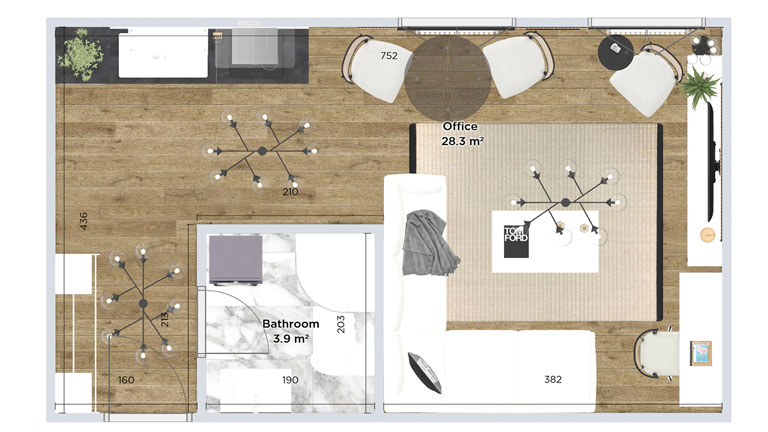 752
Office
28.3 m²
210
436
TOM
FORD
213
Bathroom
3.9 m²
203
160
190
382